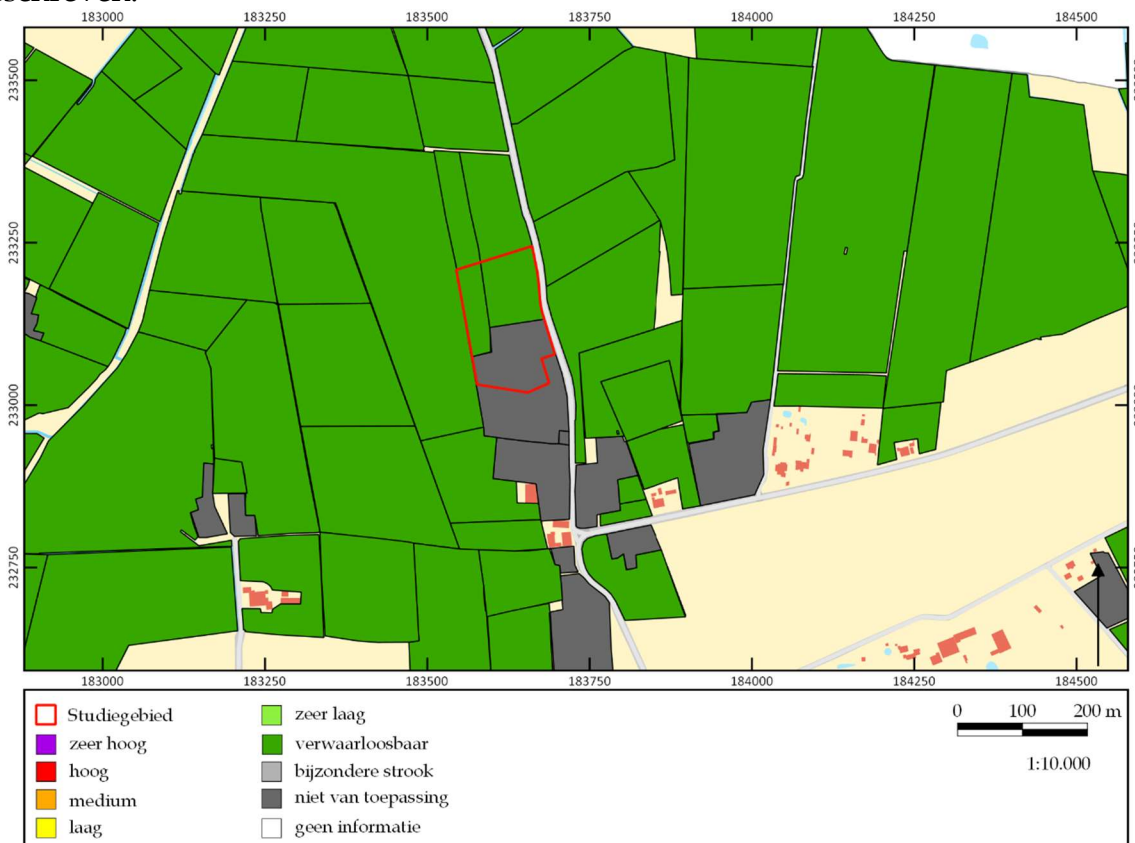 183000 183250 183500 183750 184000 184250 184500
233500
233250
233000
232750
183000 183250 183500 183750 184000 184250 184500
Studiegebied
zeer hoog
hoog
medium
laag
zeer laag
verwaarloosbaar
bijzondere strook
niet van toepassing
geen informatie
0 100 200 m
1:10.000